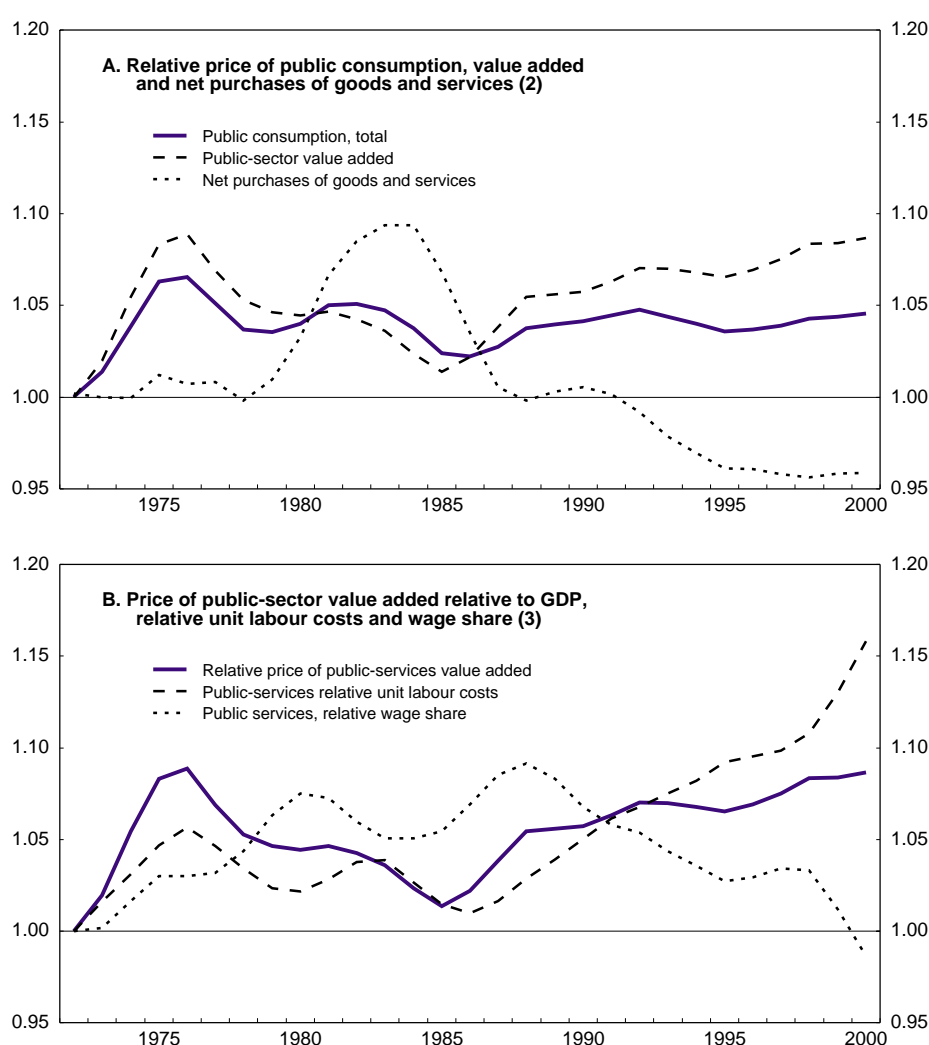 1.20 1.20
A. Relative price of public consumption, value added
and net purchases of goods and services (2)
1.15 1.15
Public consumption, total
Public-sector value added
Net purchases of goods and services
1.10 1.10
1.05 1.05
1.00 1.00
0.95 0.95
1975 1980 1985 1990 1995 2000
1.20 1.20
B. Price of public-sector value added relative to GDP,
relative unit labour costs and wage share (3)
1.15 1.15
Relative price of public-services value added
Public-services relative unit labour costs
Public services, relative wage share
1.10 1.10
1.05 1.05
1.00 1.00
0.95 0.95
1975 1980 1985 1990 1995 2000